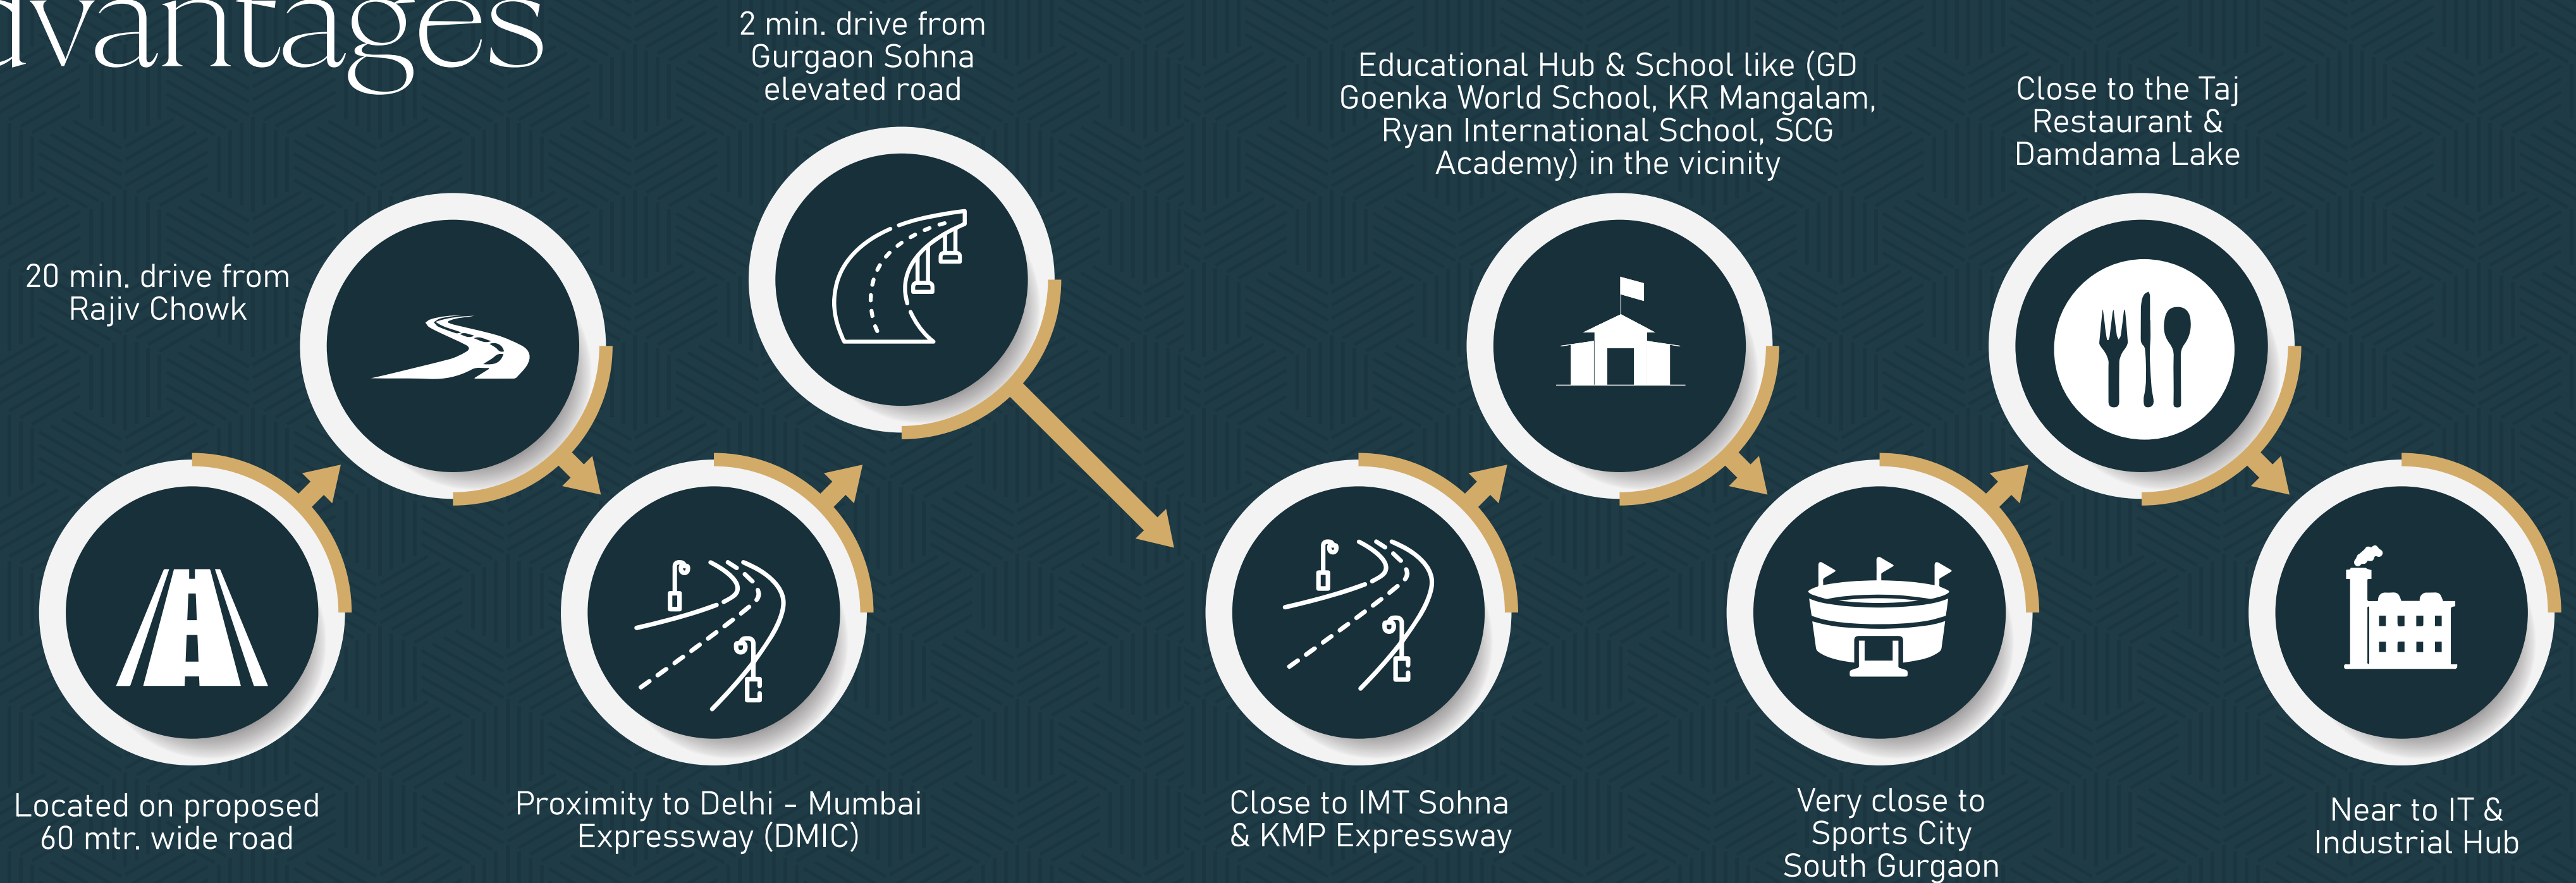 dvantages
20 min. drive from
Rajiv Chowk
2 min. drive from
Gurgaon Sohna
elevated road
Educational Hub & School like (GD
Goenka World School, KR Mangalam,
Ryan International School, SCG
Academy) in the vicinity
Close to the Taj
Restaurant &
Damdama Lake
Located on proposed
60 mtr. wide road
Proximity to Delhi - Mumbai
Expressway (DMIC)
Close to IMT Sohna
& KMP Expressway
Very close to
Sports City
South Gurgaon
Near to IT &
Industrial Hub